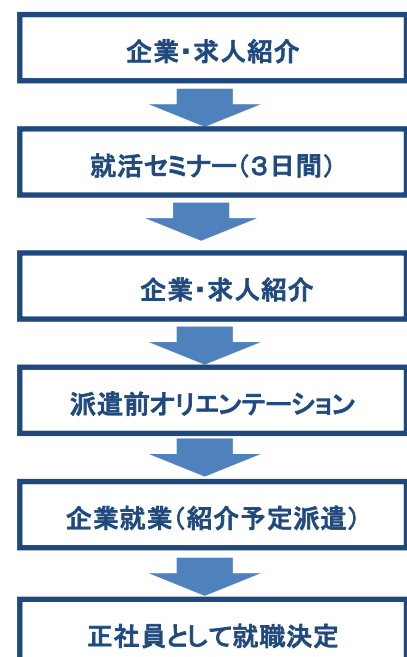 企業・求人紹介
就活セミナー(３日間)
企業・求人紹介
派遣前オリエンテーション
企業就業(紹介予定派遣)
正社員として就職決定